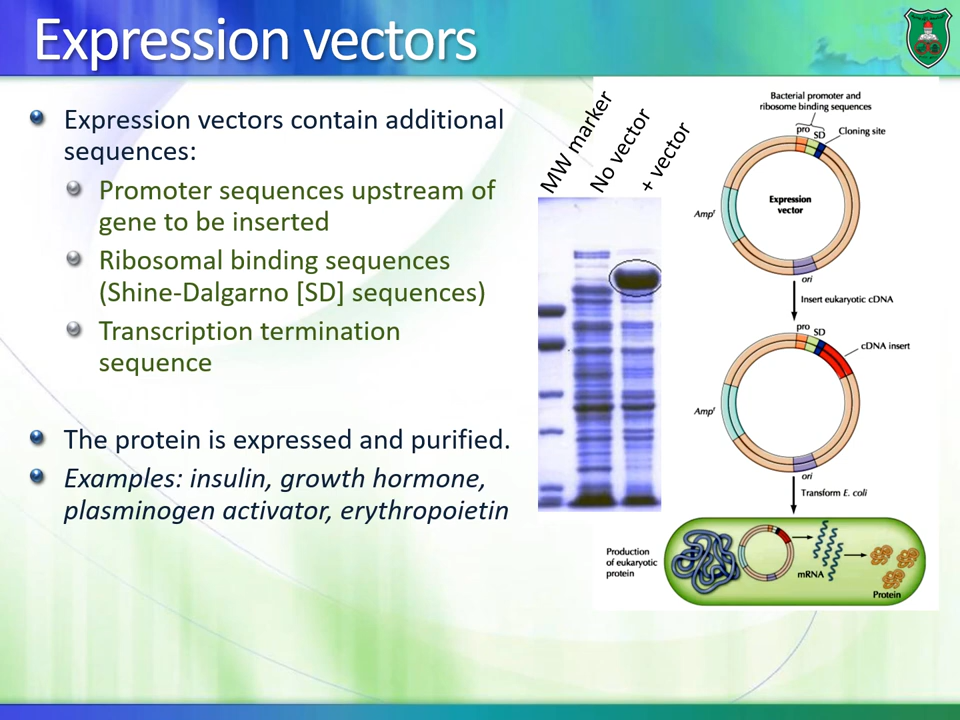 Expression vectors
Expression vectors contain additional
sequences:
Promoter sequences upstream of
gene to be inserted
Ribosomal binding sequences
(Shine-Dalgarno [SD] sequences)
Transcription termination
sequence
The protein is expressed and purified.
Examples: insulin, growth hormone,
plasminogen activator, erythropoietin
MW marker
No vector
+ vector
Bacterial promoter and
ribosome binding sequences
pro
SD
Cloning site
Expression
vector
Ampʳ
ori
Insert eukaryotic cDNA
pro
SD
cDNA insert
Ampʳ
ori
Transform E. coli
Production
of eukaryotic
protein
mRNA
Protein